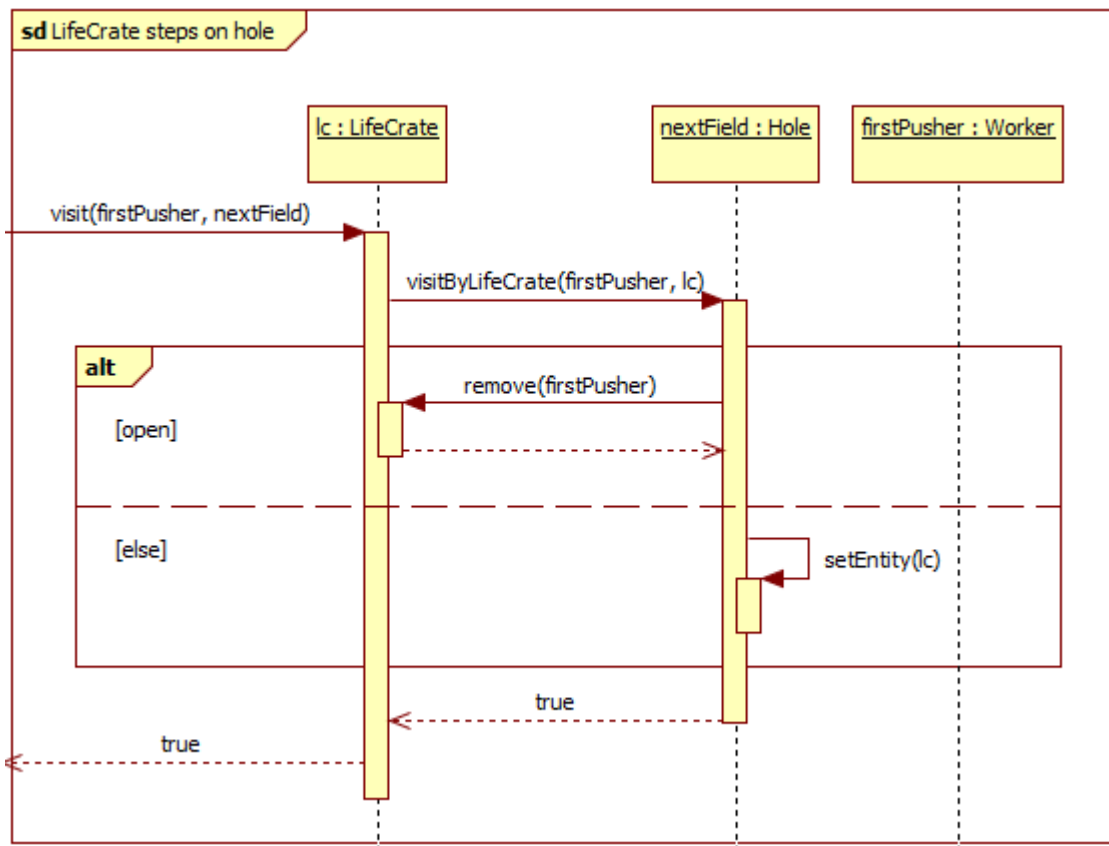 sd LifeCrate steps on hole
lc : LifeCrate
nextField : Hole
firstPusher : Worker
visit(firstPusher, nextField)
visitByLifeCrate(firstPusher, lc)
alt
remove(firstPusher)
[open]
[else]
setEntity(lc)
true
true